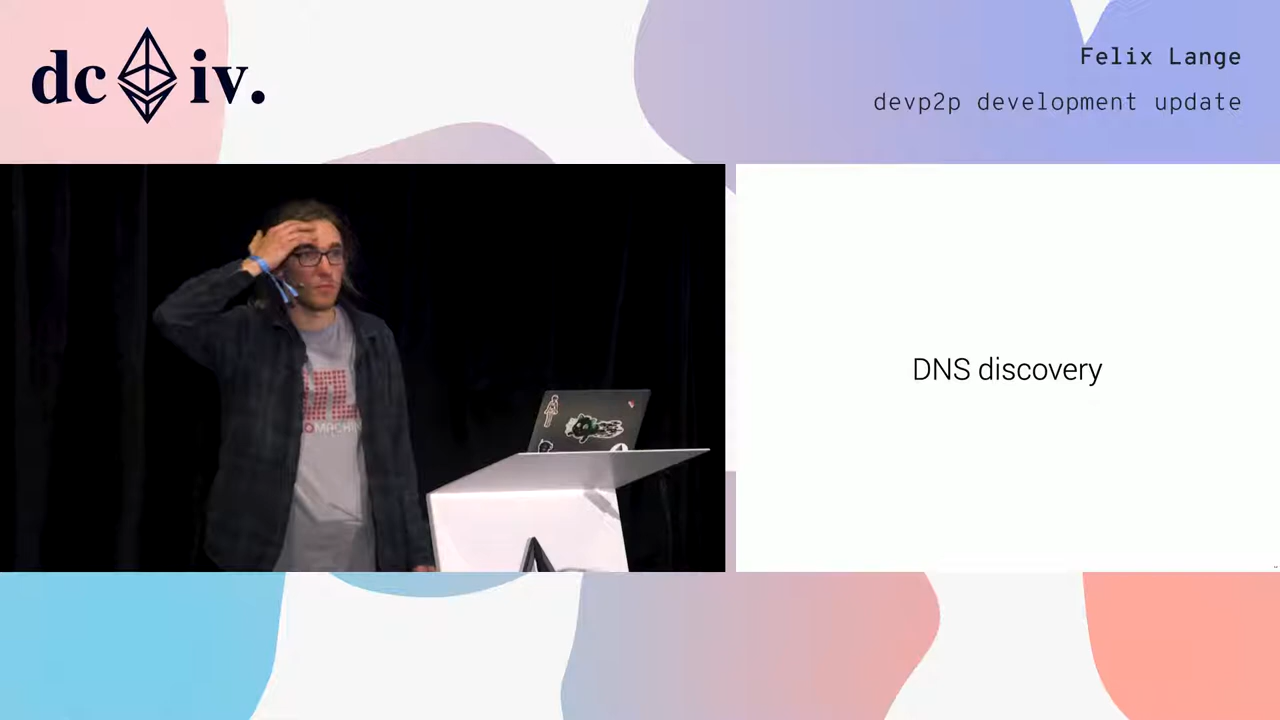 dc iv.
Felix Lange
devp2p development update
DNS discovery